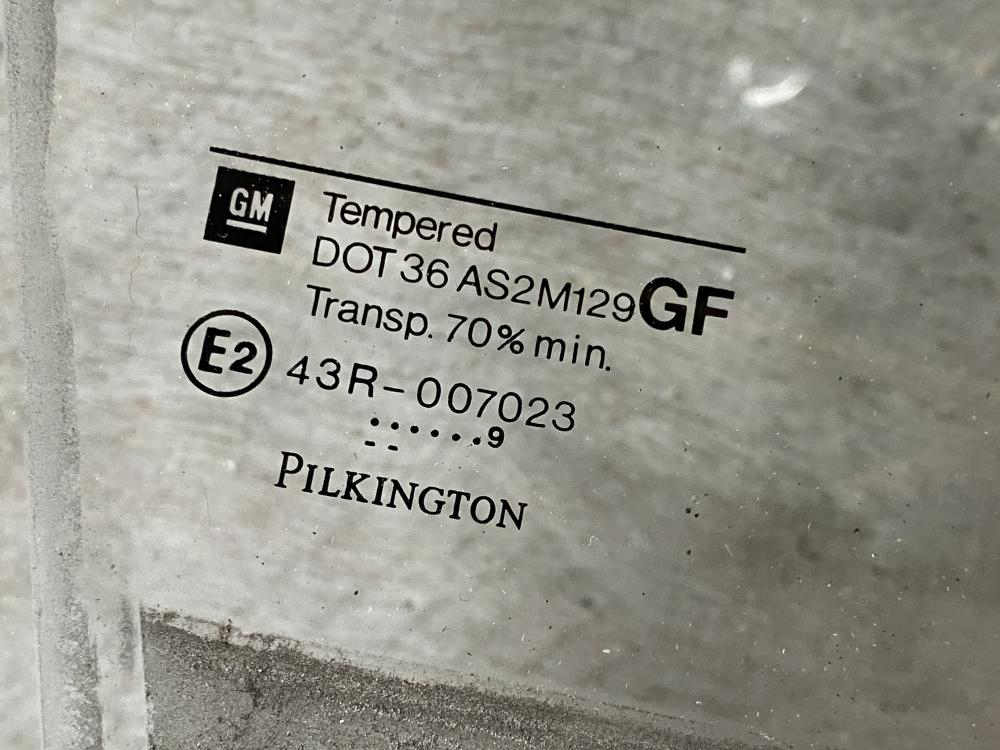 GM
Tempered
DOT 36 AS2M129GF
Transp. 70% min.
E2 43R-007023
......9
PILKINGTON